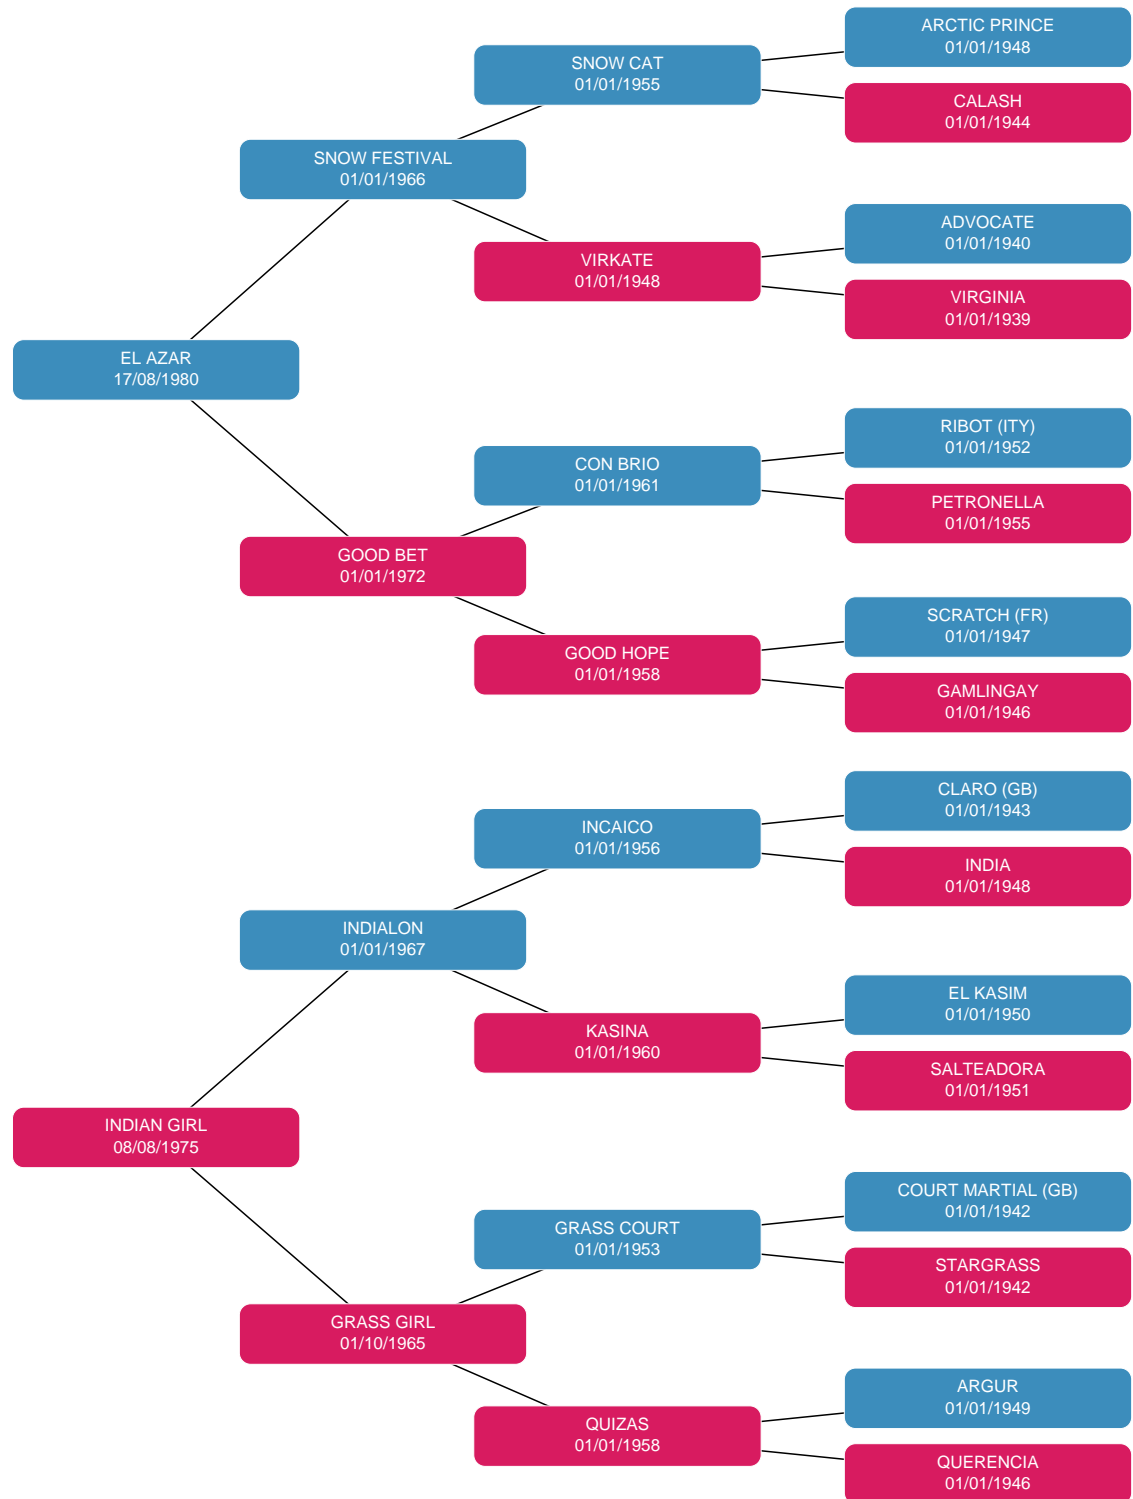 ARCTIC PRINCE
01/01/1948
SNOW CAT
01/01/1955
CALASH
01/01/1944
SNOW FESTIVAL
01/01/1966
ADVOCATE
01/01/1940
VIRKATE
01/01/1948
VIRGINIA
01/01/1939
EL AZAR
17/08/1980
RIBOT (ITY)
01/01/1952
CON BRIO
01/01/1961
PETRONELLA
01/01/1955
GOOD BET
01/01/1972
SCRATCH (FR)
01/01/1947
GOOD HOPE
01/01/1958
GAMLINGAY
01/01/1946
CLARO (GB)
01/01/1943
INCAICO
01/01/1956
INDIA
01/01/1948
INDIALON
01/01/1967
EL KASIM
01/01/1950
KASINA
01/01/1960
SALTEADORA
01/01/1951
INDIAN GIRL
08/08/1975
COURT MARTIAL (GB)
01/01/1942
GRASS COURT
01/01/1953
STARGRASS
01/01/1942
GRASS GIRL
01/10/1965
ARGUR
01/01/1949
QUIZAS
01/01/1958
QUERENCIA
01/01/1946